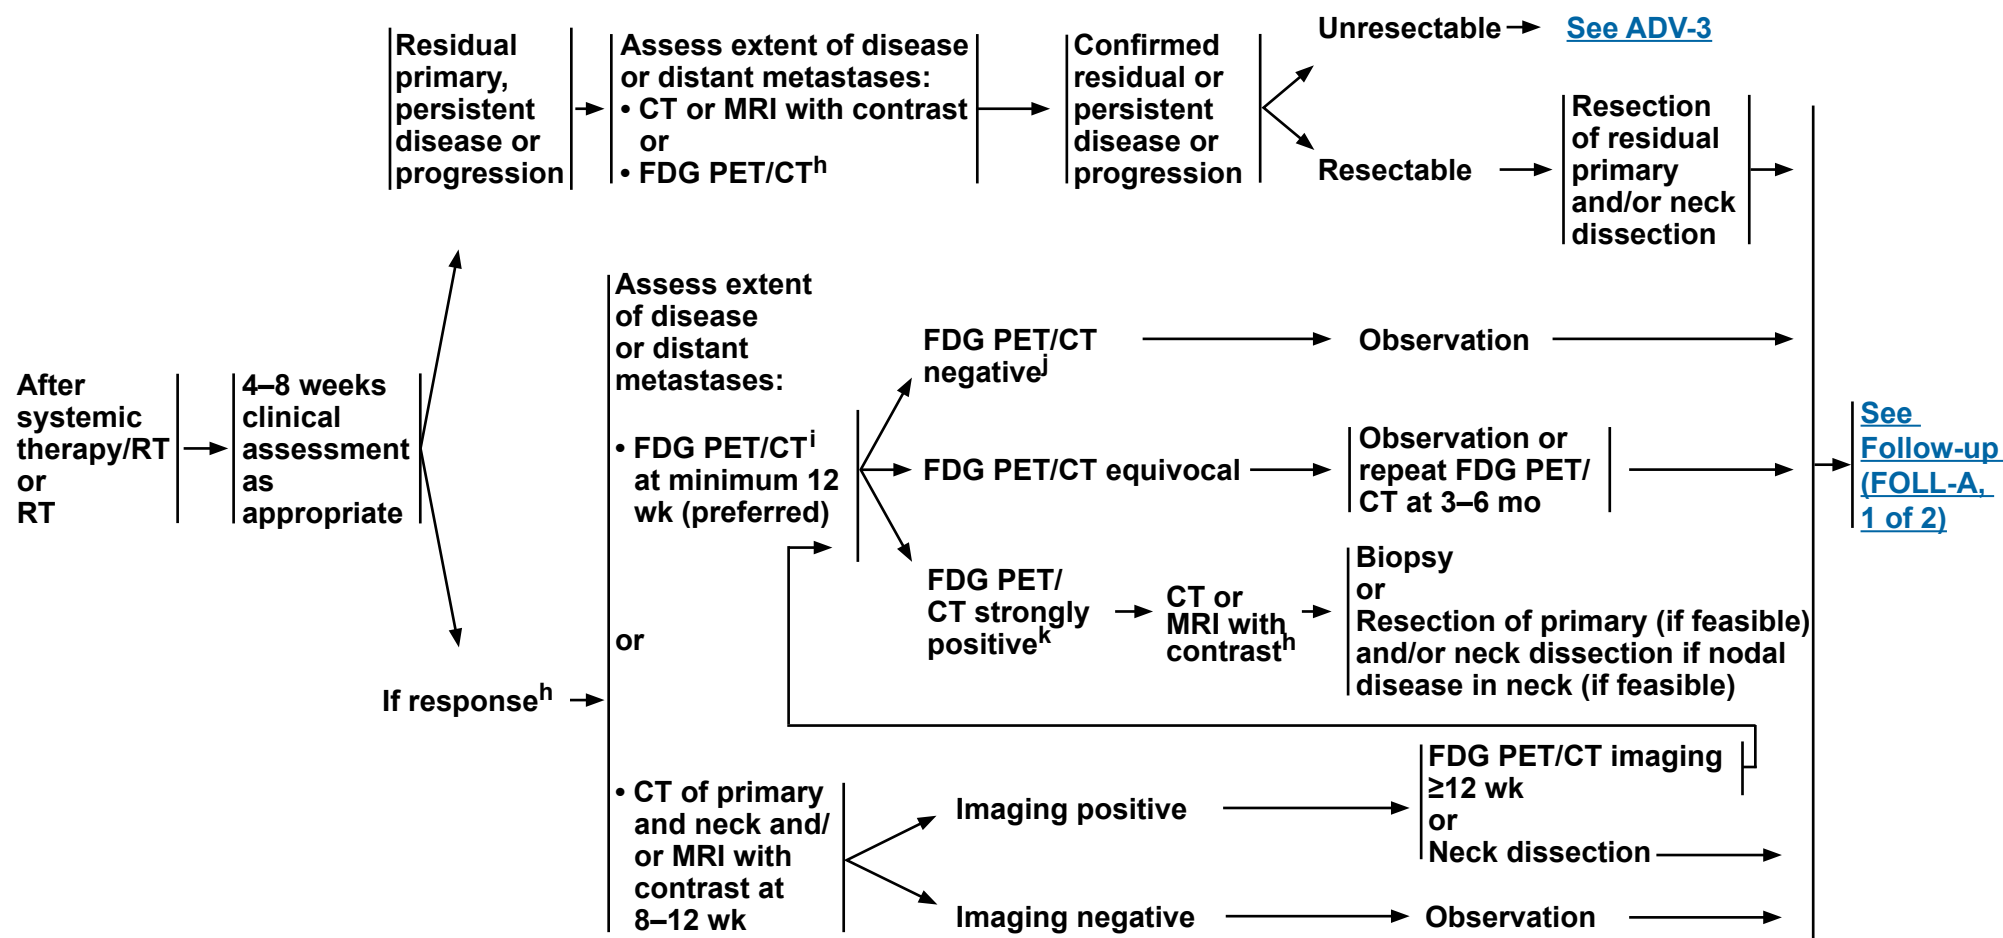 After
systemic
therapy/RT
or
RT
4–8 weeks
clinical
assessment
as
appropriate
Residual
primary,
persistent
disease or
progression
Assess extent of disease
or distant metastases:
• CT or MRI with contrast
or
• FDG PET/CTh
Confirmed
residual or
persistent
disease or
progression
Unresectable
See ADV-3
Resectable
Resection
of residual
primary
and/or neck
dissection
If responseh
Assess extent
of disease
or distant
metastases:
• FDG PET/CTi
at minimum 12
wk (preferred)
or
• CT of primary
and neck and/
or MRI with
contrast at
8–12 wk
FDG PET/CT
negativej
Observation
FDG PET/CT equivocal
Observation or
repeat FDG PET/
CT at 3–6 mo
FDG PET/
CT strongly
positivek
CT or
MRI with
contrasth
Biopsy
or
Resection of primary (if feasible)
and/or neck dissection if nodal
disease in neck (if feasible)
Imaging positive
FDG PET/CT imaging
≥12 wk
or
Neck dissection
Imaging negative
Observation
See
Follow-up
(FOLL-A,
1 of 2)